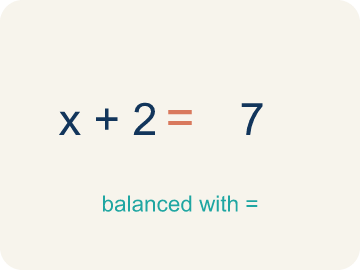 x + 2 = 7
balanced with =